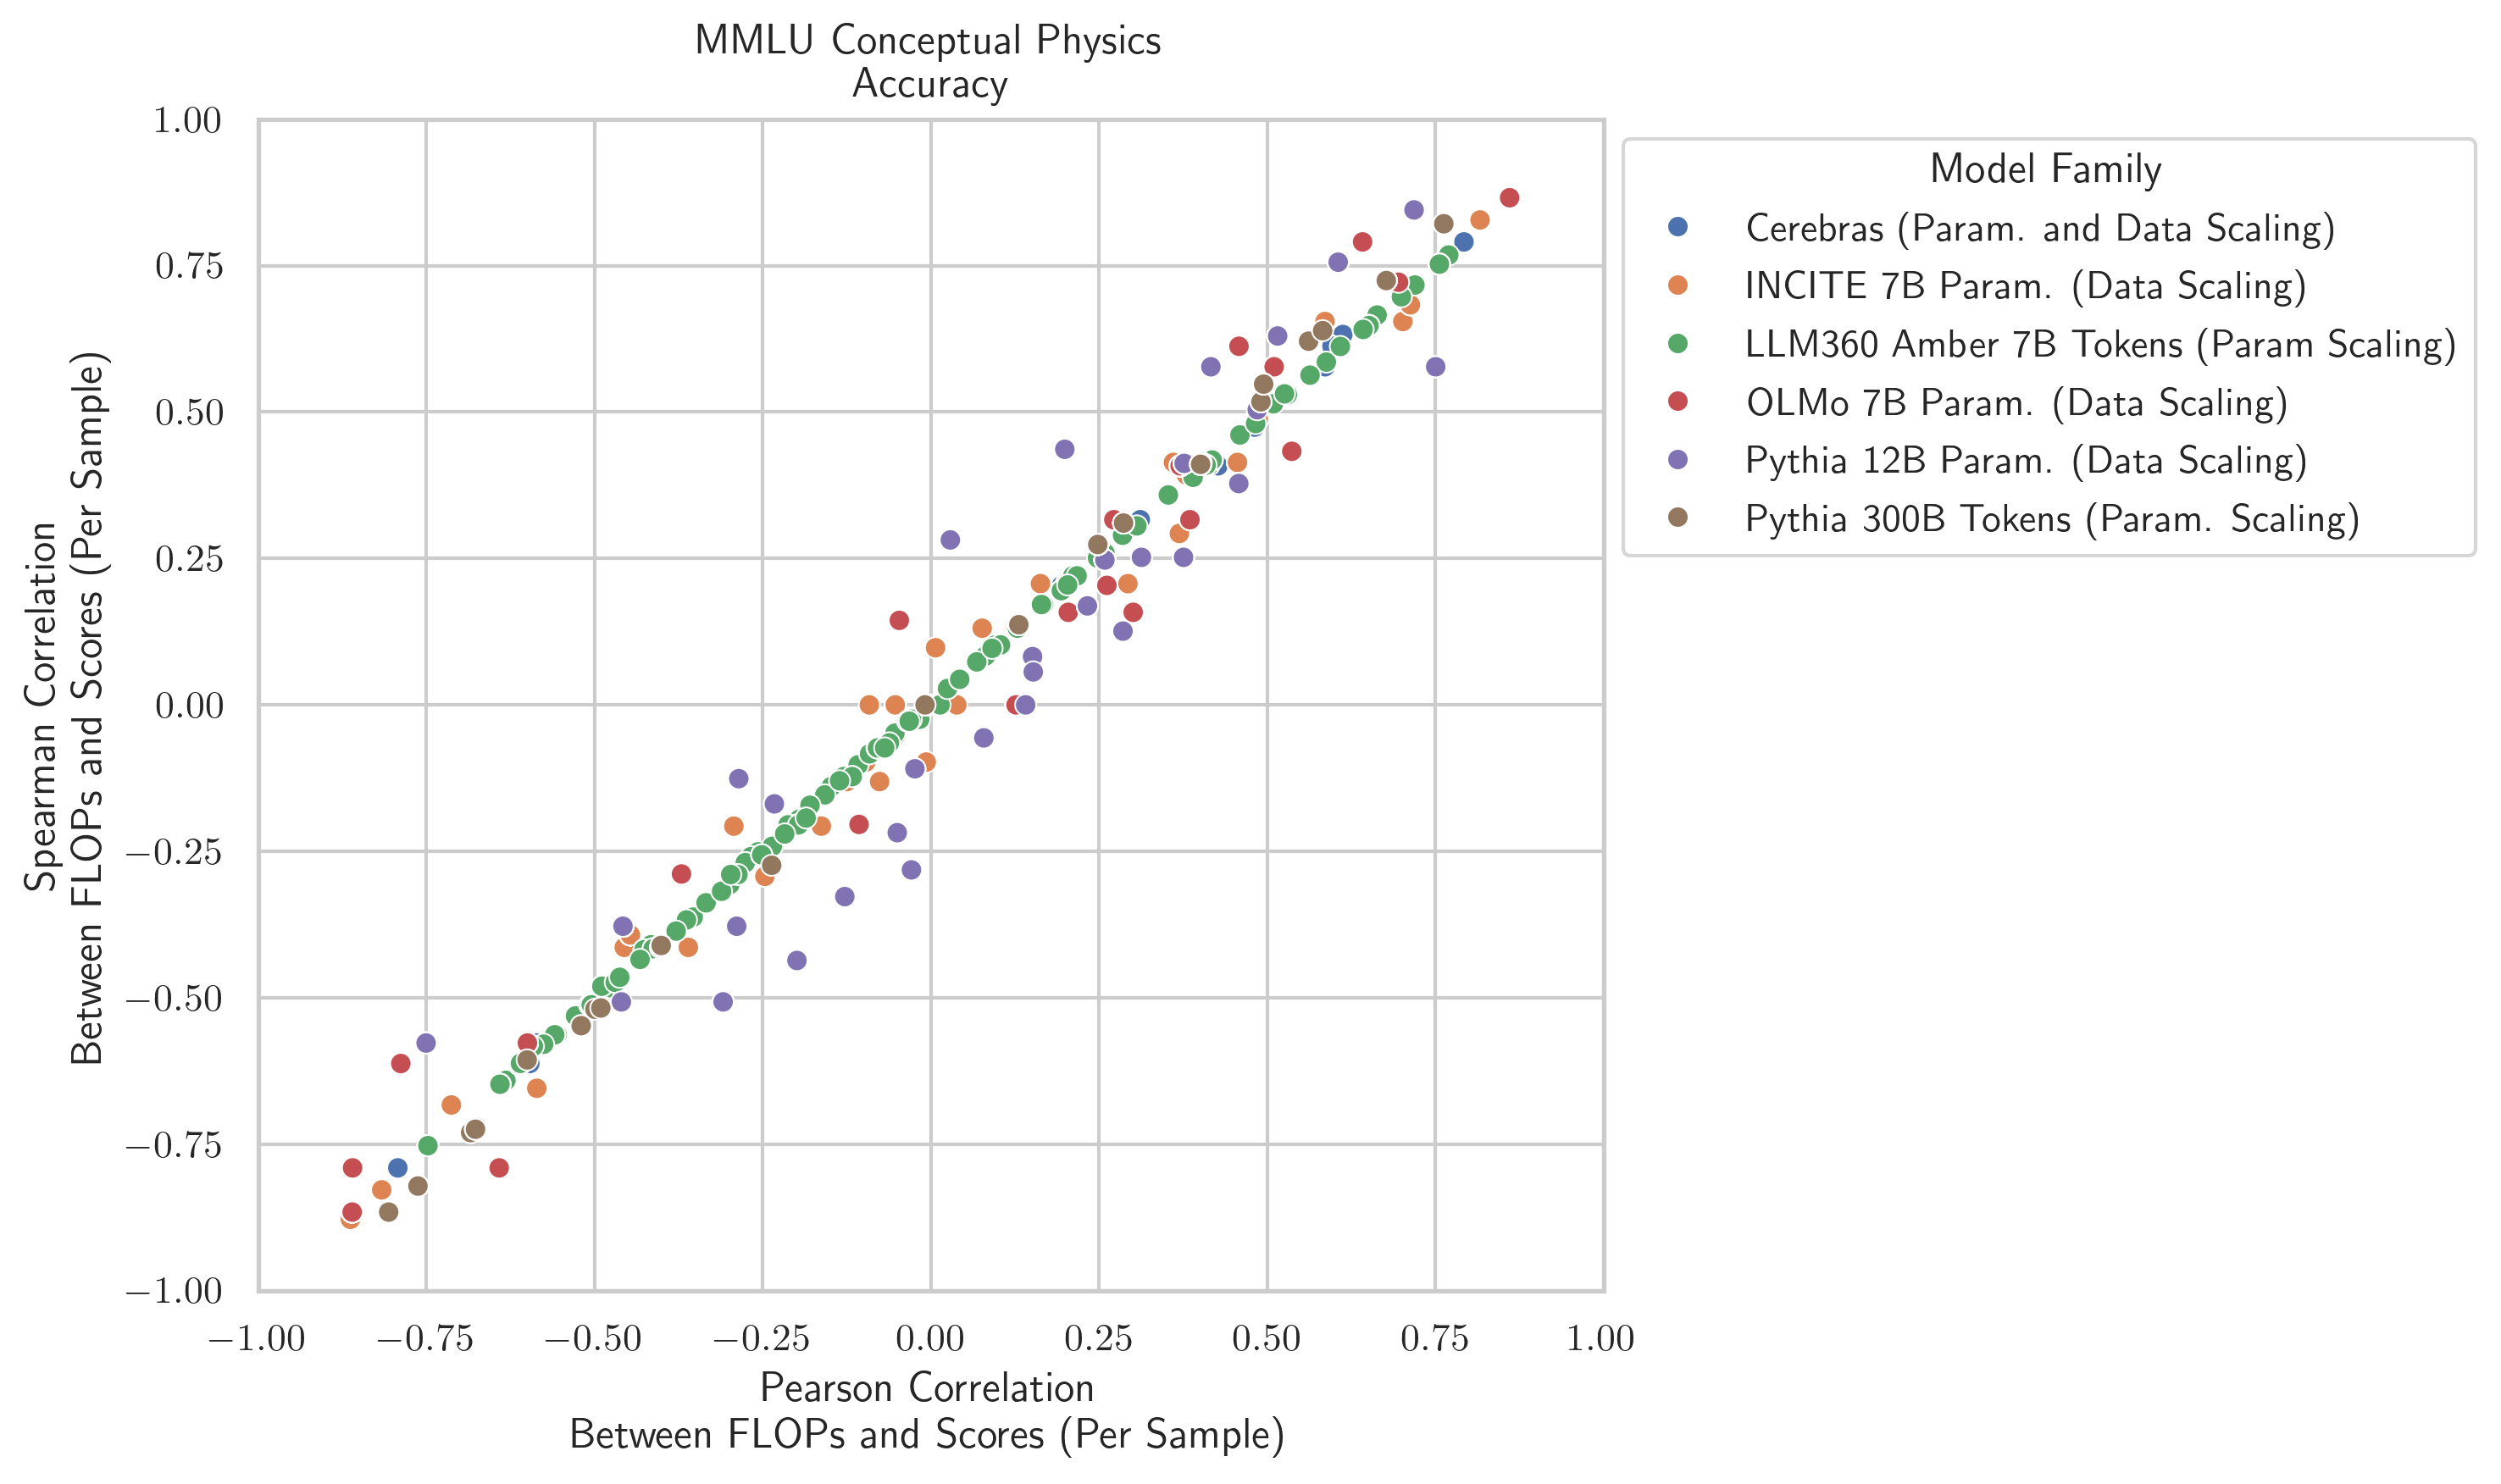 MMLU Conceptual Physics
Accuracy
1.00
0.75
0.50
0.25
0.00
−0.25
−0.50
−0.75
−1.00
Spearman Correlation
Between FLOPs and Scores (Per Sample)
−1.00 −0.75 −0.50 −0.25 0.00 0.25 0.50 0.75 1.00
Pearson Correlation
Between FLOPs and Scores (Per Sample)
Model Family
Cerebras (Param. and Data Scaling)
INCITE 7B Param. (Data Scaling)
LLM360 Amber 7B Tokens (Param Scaling)
OLMo 7B Param. (Data Scaling)
Pythia 12B Param. (Data Scaling)
Pythia 300B Tokens (Param. Scaling)